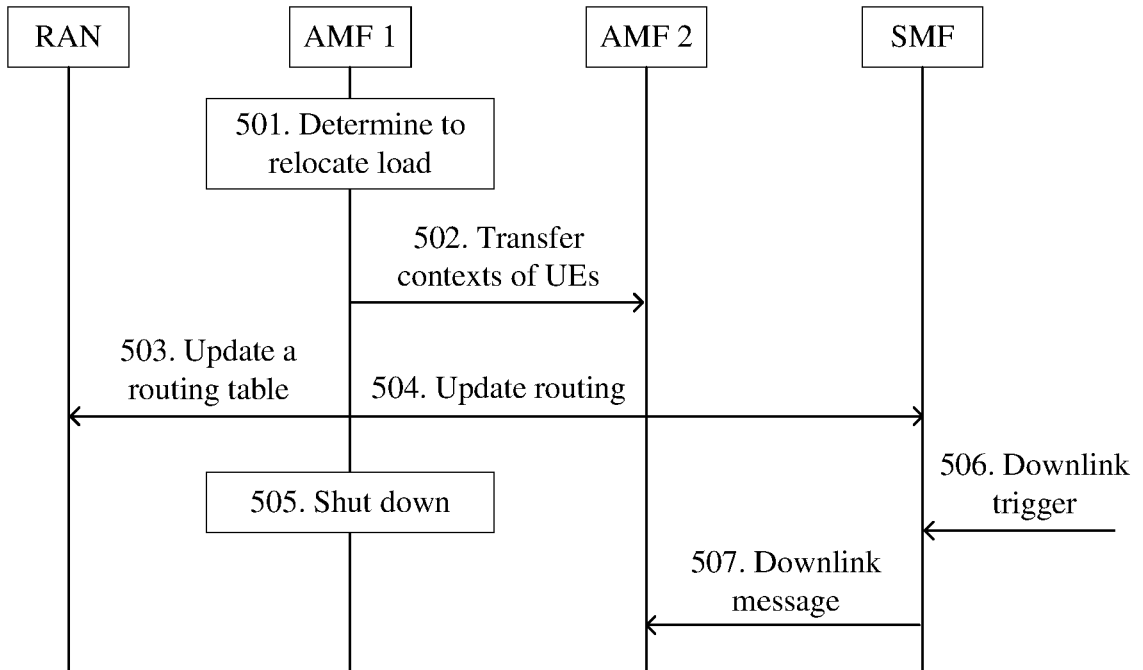 RAN
AMF 1
AMF 2
SMF
501. Determine to
relocate load
502. Transfer
contexts of UEs
503. Update a
routing table
504. Update routing
505. Shut down
506. Downlink
trigger
507. Downlink
message